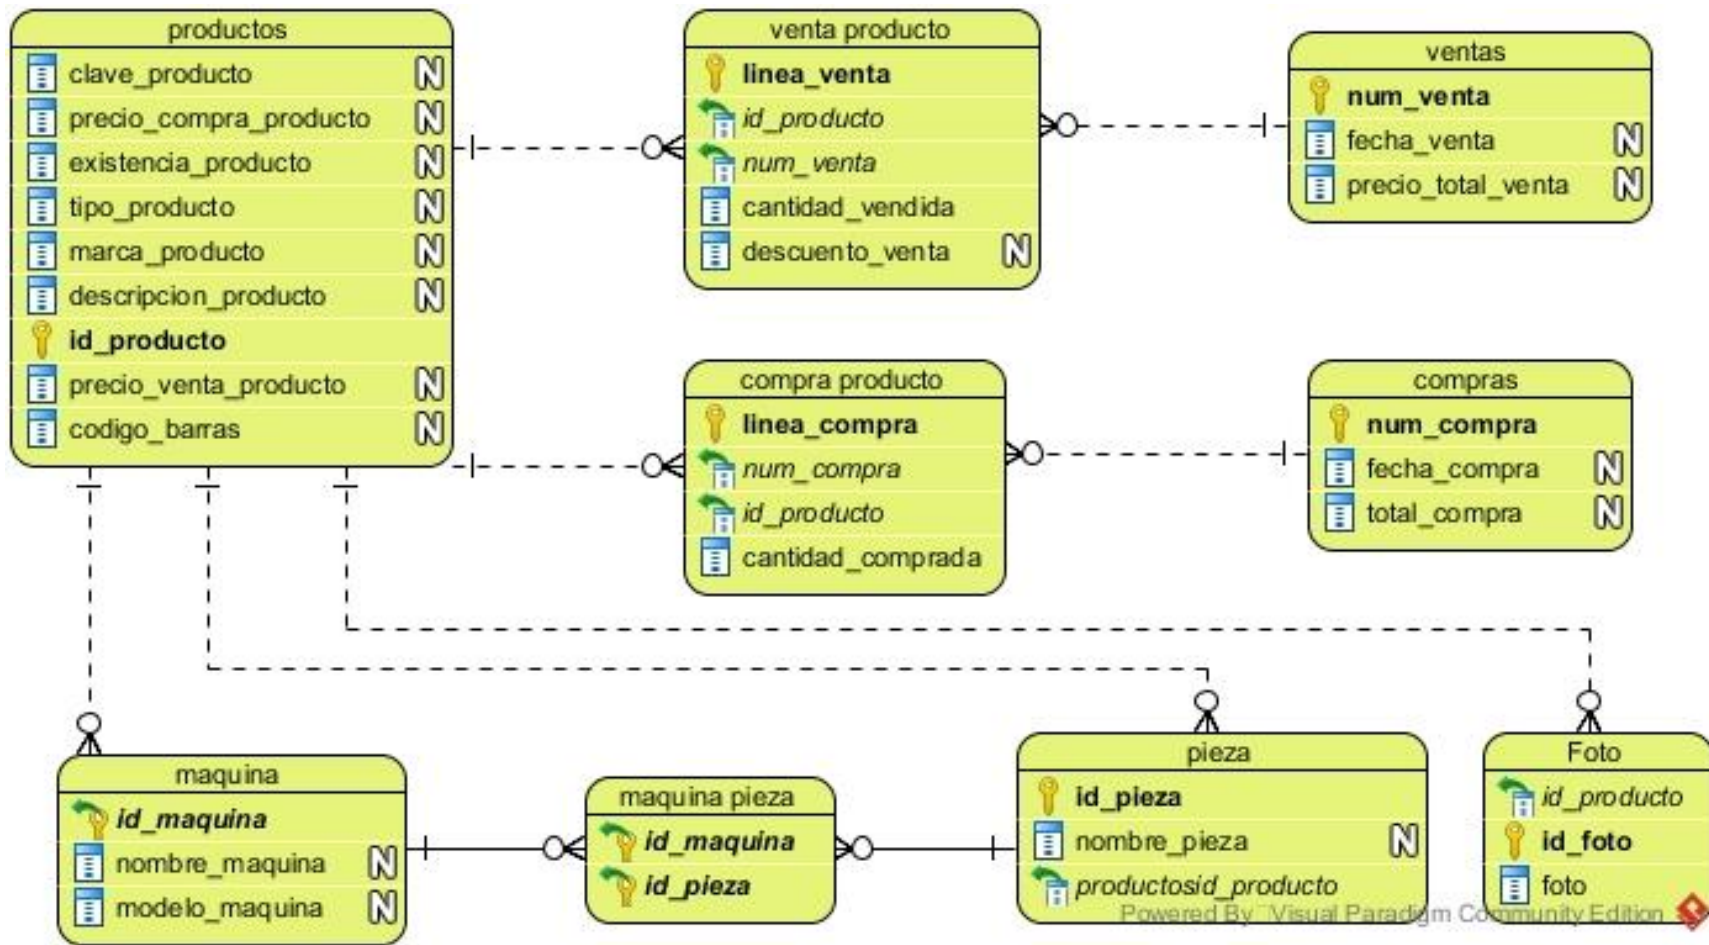 productos
clave_producto N
precio_compra_producto N
existencia_producto N
tipo_producto N
marca_producto N
descripcion_producto N
id_producto
precio_venta_producto N
codigo_barras N
venta producto
linea_venta
id_producto
num_venta
cantidad_vendida
descuento_venta N
ventas
num_venta
fecha_venta N
precio_total_venta N
compra producto
linea_compra
num_compra
id_producto
cantidad_comprada
compras
num_compra
fecha_compra N
total_compra N
maquina
id_maquina
nombre_maquina N
modelo_maquina N
maquina pieza
id_maquina
id_pieza
pieza
id_pieza
nombre_pieza N
productosid_producto
Foto
id_producto
id_foto
foto
Powered By Visual Paradigm Community Edition